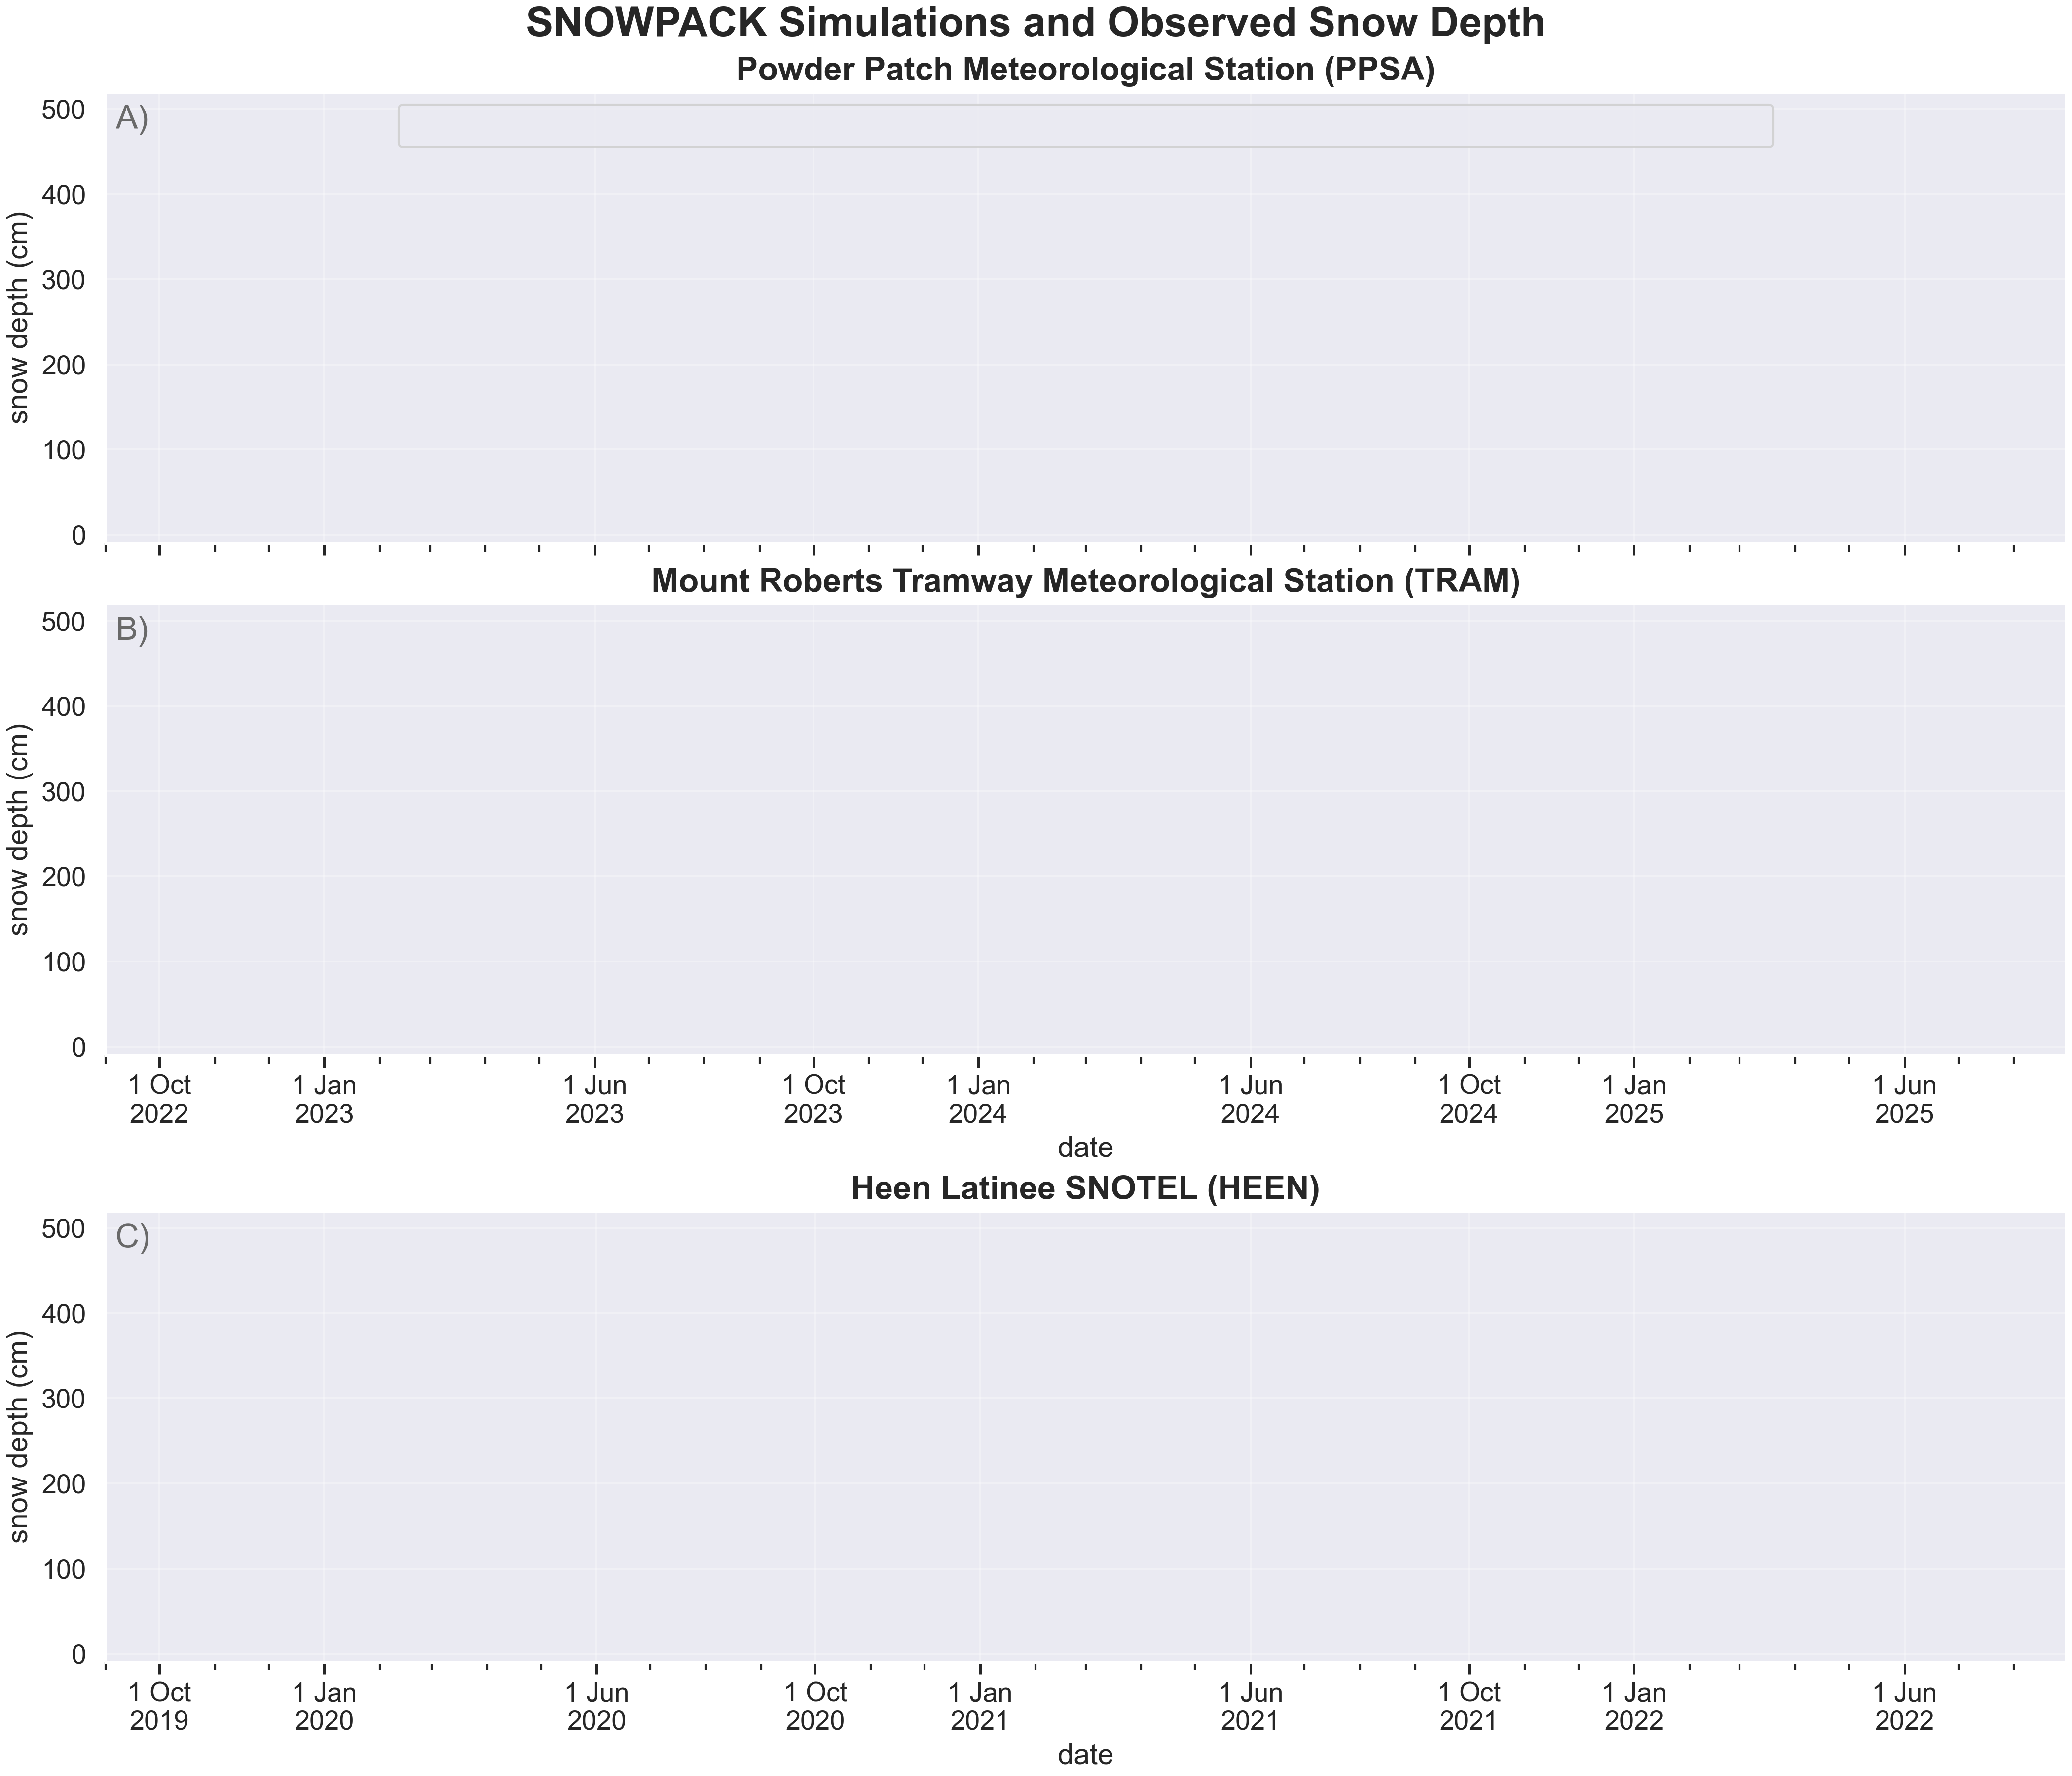 SNOWPACK Simulations and Observed Snow Depth
Powder Patch Meteorological Station (PPSA)
A)
500
400
300
200
100
0
snow depth (cm)
Mount Roberts Tramway Meteorological Station (TRAM)
B)
500
400
300
200
100
0
snow depth (cm)
1 Oct 1 Jan 1 Jun 1 Oct 1 Jan 1 Jun 1 Oct 1 Jan 1 Jun
2022 2023 2023 2023 2024 2024 2024 2025 2025
date
Heen Latinee SNOTEL (HEEN)
C)
500
400
300
200
100
0
snow depth (cm)
1 Oct 1 Jan 1 Jun 1 Oct 1 Jan 1 Jun 1 Oct 1 Jan 1 Jun
2019 2020 2020 2020 2021 2021 2021 2022 2022
date